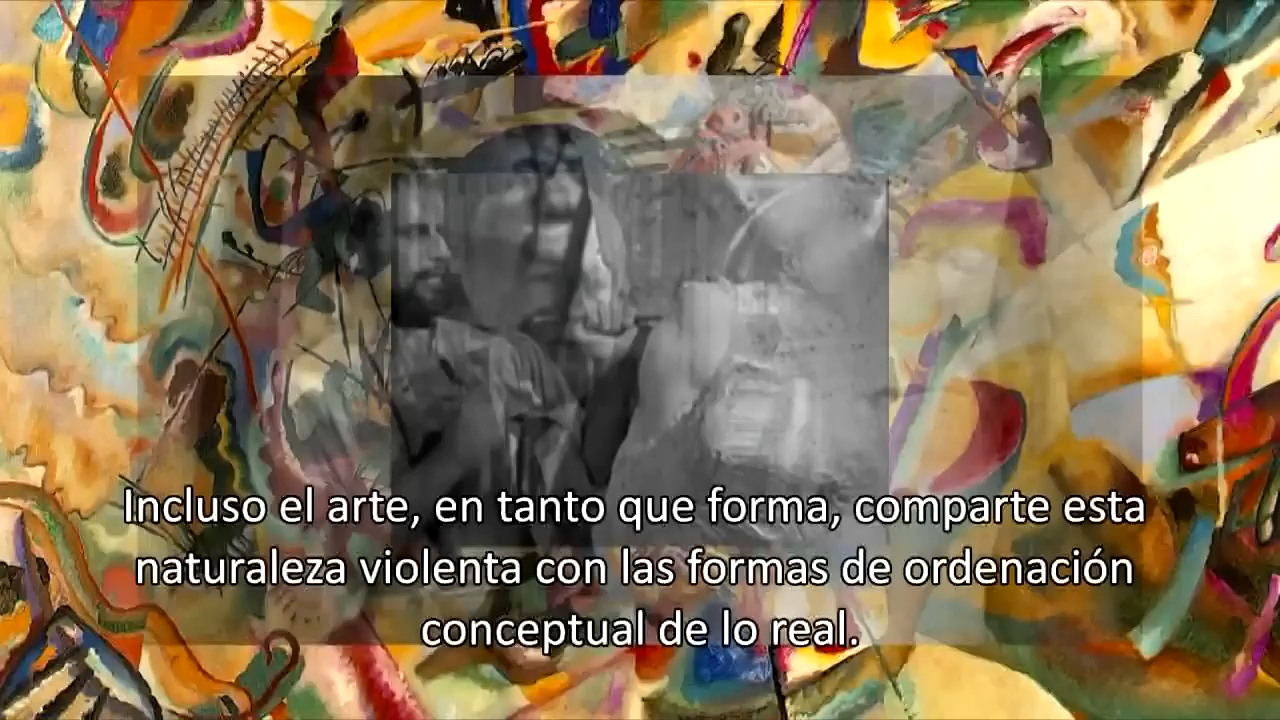 Incluso el arte, en tanto que forma, comparte esta
naturaleza violenta con las formas de ordenación
conceptual de lo real.